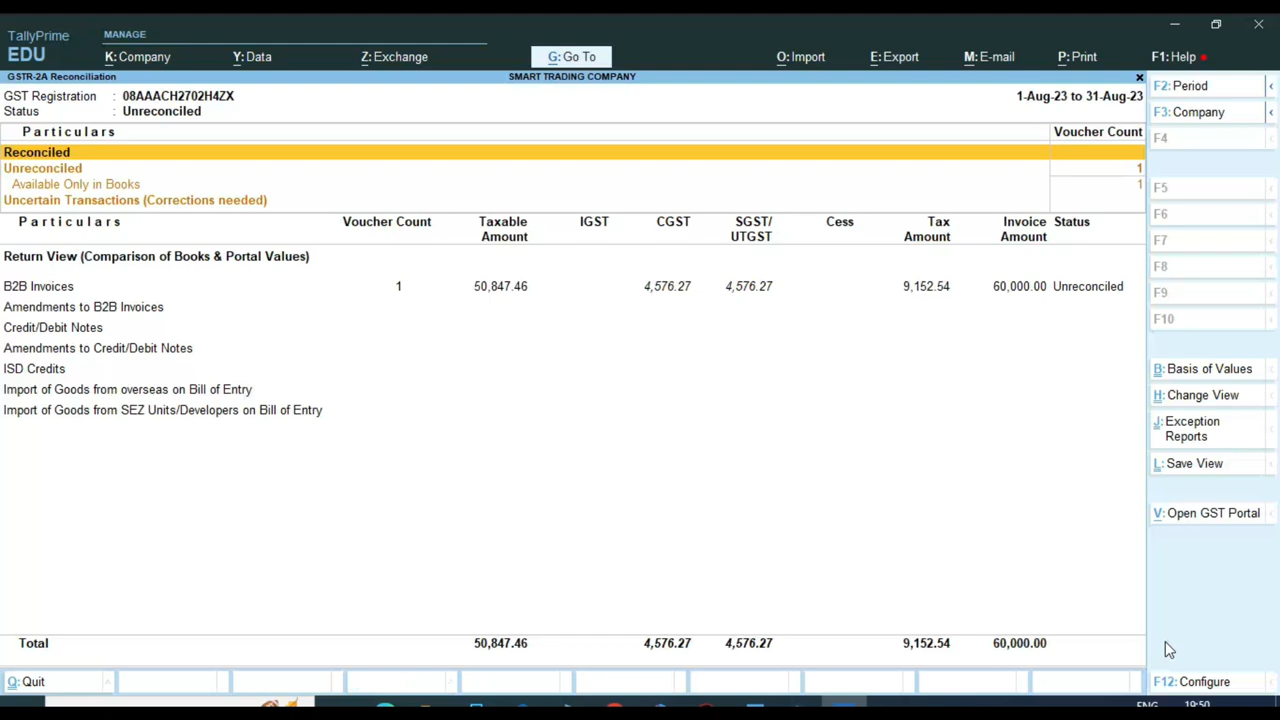 TallyPrime
EDU
MANAGE
K: Company
Y: Data
Z: Exchange
G: Go To
O: Import
E: Export
M: E-mail
P: Print
F1: Help
GSTR-2A Reconciliation
SMART TRADING COMPANY
GST Registration : 08AAACH2702H4ZX
1-Aug-23 to 31-Aug-23
Status : Unreconciled
Particulars Voucher Count
Reconciled
Unreconciled 1
Available Only in Books 1
Uncertain Transactions (Corrections needed)
Particulars Voucher Count Taxable Amount IGST CGST SGST/ UTGST Cess Tax Amount Invoice Amount Status
Return View (Comparison of Books & Portal Values)
B2B Invoices 1 50,847.46 4,576.27 4,576.27 9,152.54 60,000.00 Unreconciled
Amendments to B2B Invoices
Credit/Debit Notes
Amendments to Credit/Debit Notes
ISD Credits
Import of Goods from overseas on Bill of Entry
Import of Goods from SEZ Units/Developers on Bill of Entry
Total 50,847.46 4,576.27 4,576.27 9,152.54 60,000.00
Q: Quit
F2: Period
F3: Company
F4
F5
F6
F7
F8
F9
F10
B: Basis of Values
H: Change View
J: Exception
Reports
L: Save View
V: Open GST Portal
F12: Configure
ENG 19:50